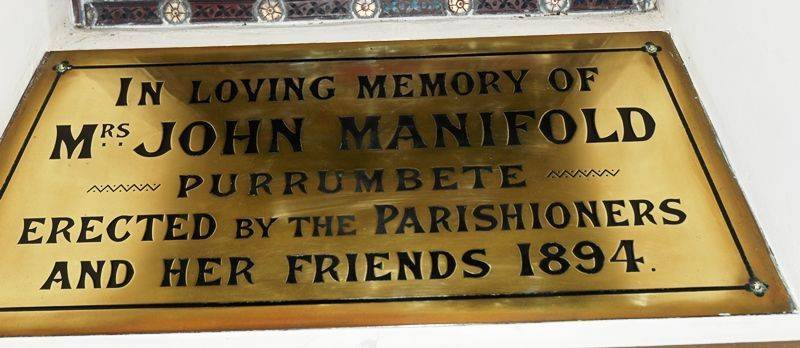 IN LOVING MEMORY OF
MRS. JOHN MANIFOLD
PURRUMBETE
ERECTED BY THE PARISHIONERS
AND HER FRIENDS 1894.